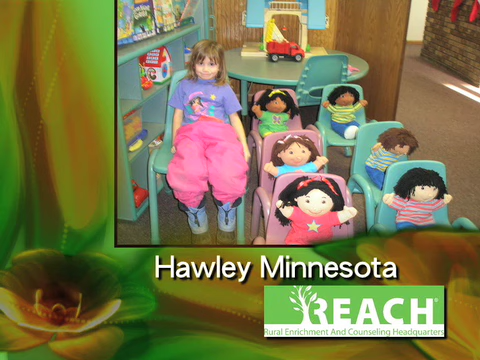 Hawley Minnesota
REACH
Rural Enrichment And Counseling Headquarters